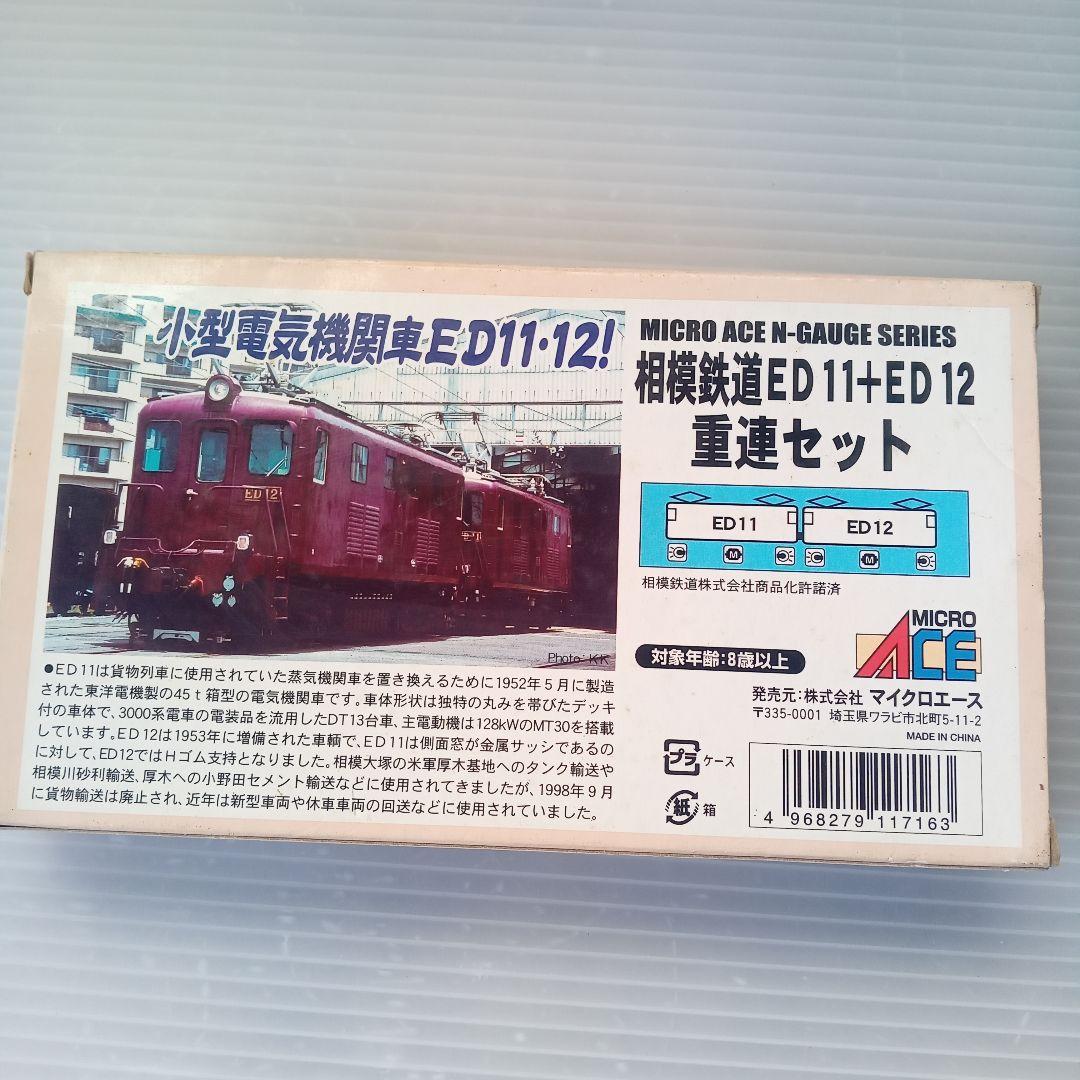 小型電気機関車ED11・12!
ED12
Photo: K・K
●ED11は貨物列車に使用されていた蒸気機関車を置き換えるために1952年5月に製造
された東洋電機製の45t箱型の電気機関車です。車体形状は独特の丸みを帯びたデッキ
付の車体で、3000系電車の電装品を流用したDT13台車、主電動機は128kWのMT30を搭載
しています。ED12は1953年に増備された車輌で、ED11は側面窓が金属サッシであるの
に対して、ED12ではHゴム支持となりました。相模大塚の米軍厚木基地へのタンク輸送や
相模川砂利輸送、厚木への小野田セメント輸送などに使用されてきましたが、1998年9月
に貨物輸送は廃止され、近年は新型車両や休車車両の回送などに使用されていました。
MICRO ACE N-GAUGE SERIES
相模鉄道ED11+ED12
重連セット
ED11 ED12
M M
相模鉄道株式会社商品化許諾済
MICRO
ACE
対象年齢:8歳以上
発売元:株式会社 マイクロエース
〒335-0001 埼玉県ワラビ市北町5-11-2
MADE IN CHINA
プラ ケース
紙 箱
4 968279 117163